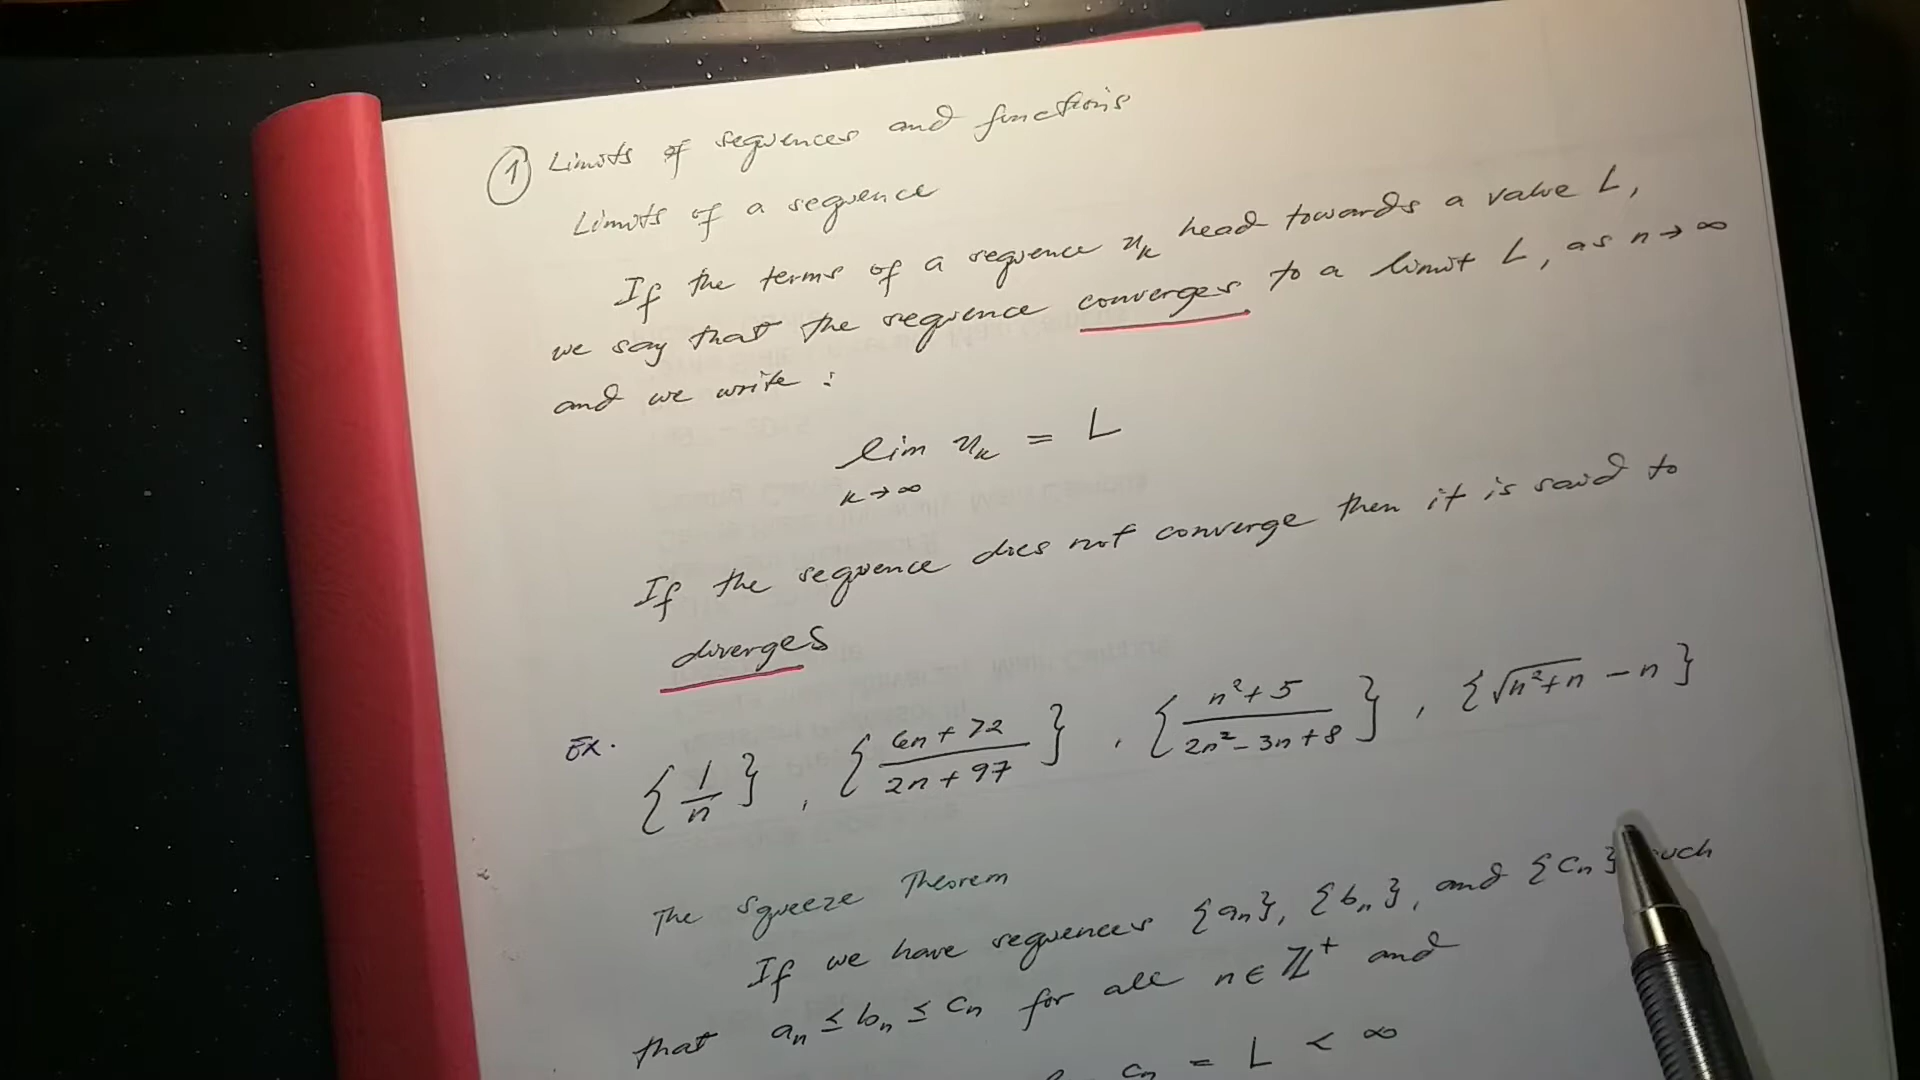 ① Limits of sequences and functions
Limits of a sequence
If the terms of a sequence uₖ head towards a value L,
we say that the sequence converges to a limit L, as n→∞
and we write :
lim uₖ = L
k→∞
If the sequence does not converge then it is said to
diverges
Ex. {1/n}, {(6n+72)/(2n+97)}, {(n²+5)/(2n²-3n+8)}, {√(n²+n) - n}
The Squeeze Theorem
If we have sequences {aₙ}, {bₙ}, and {cₙ} such
that aₙ ≤ bₙ ≤ cₙ for all n∈ℤ⁺ and
cₙ = L < ∞